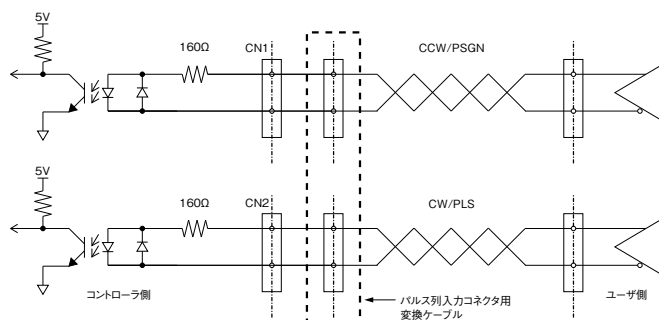 5V
160Ω
CN1
CCW/PSGN
5V
160Ω
CN2
CW/PLS
コントローラ側
パルス列入力コネクタ用
変換ケーブル
ユーザ側